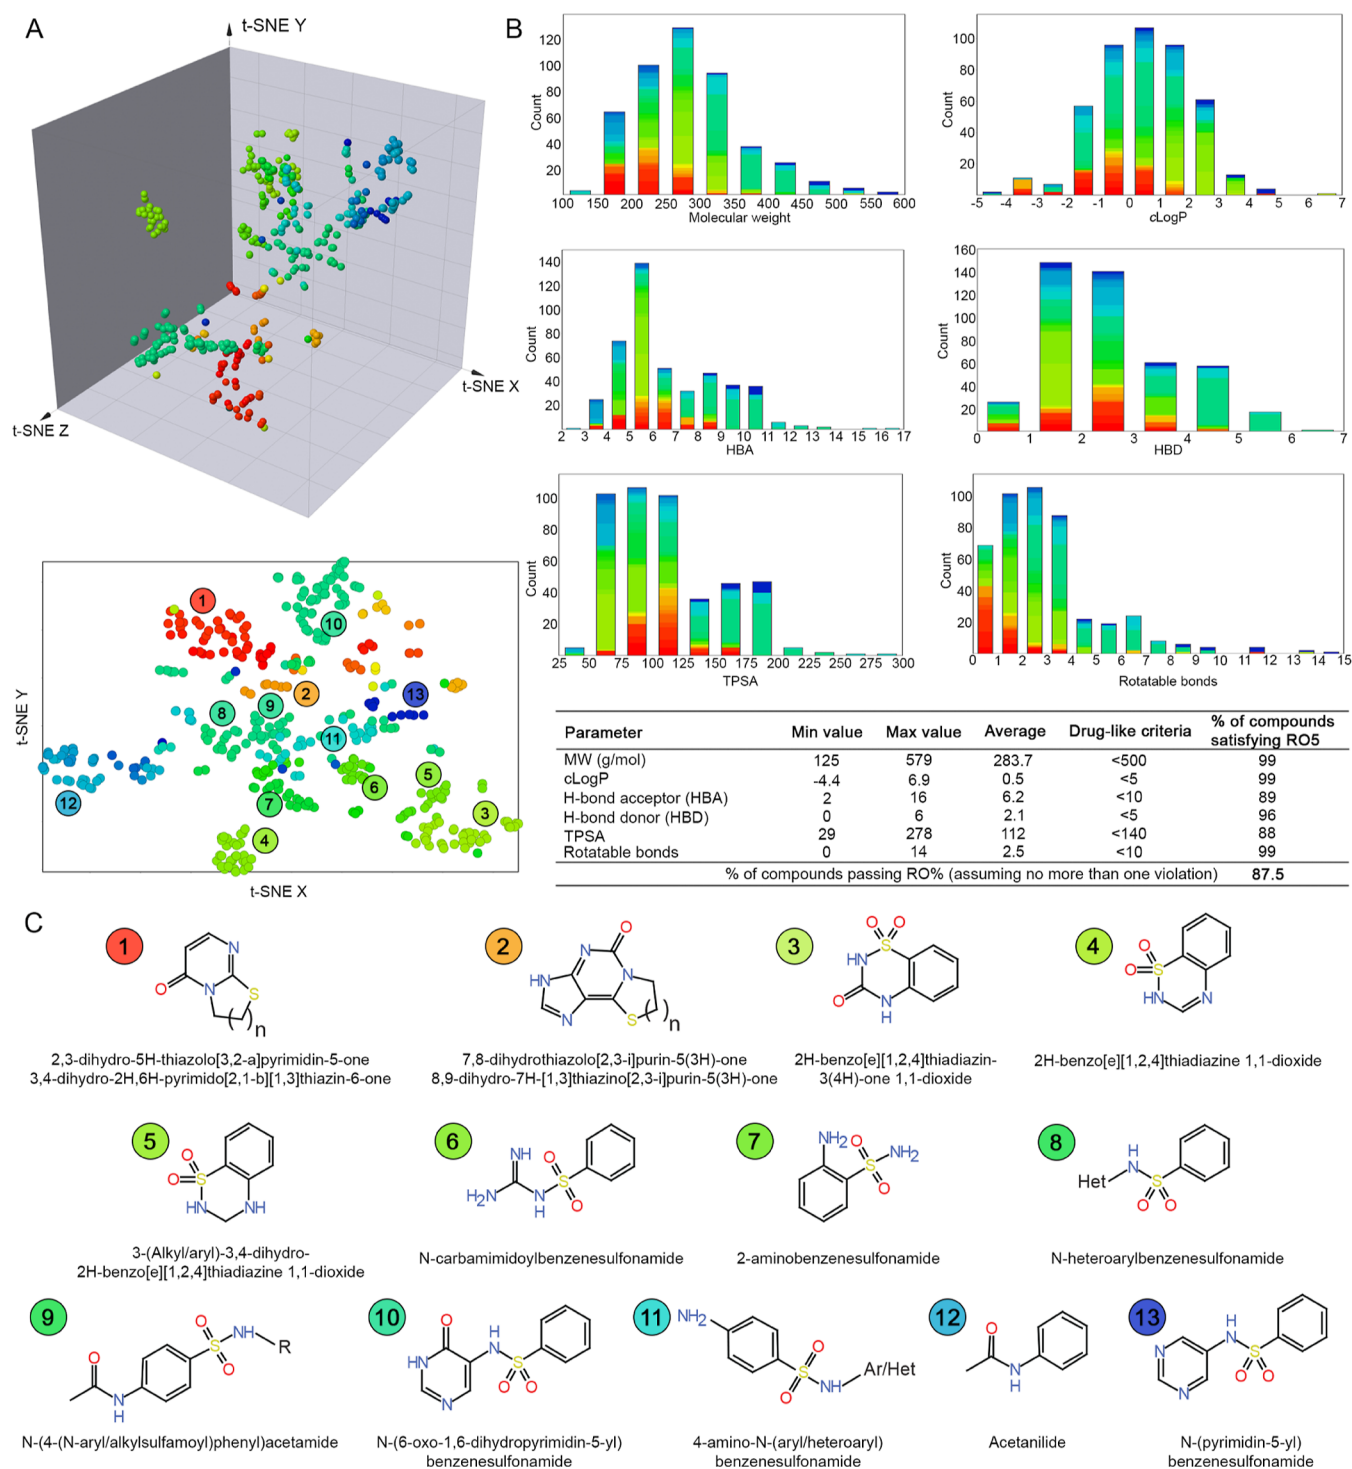 A
t-SNE Y
t-SNE X
t-SNE Z
1
10
2
13
9
8
11
5
6
12
7
3
4
t-SNE Y
t-SNE X
B
Count
120
100
80
60
40
20
100 150 200 250 300 350 400 450 500 550 600
Molecular weight
Count
100
80
60
40
20
-5 -4 -3 -2 -1 0 1 2 3 4 5 6 7
cLogP
Count
140
120
100
80
60
40
20
2 3 4 5 6 7 8 9 10 11 12 13 14 15 16 17
HBA
Count
160
140
120
100
80
60
40
20
0 1 2 3 4 5 6 7
HBD
Count
100
80
60
40
20
25 50 75 100 125 150 175 200 225 250 275 300
TPSA
Count
100
80
60
40
20
0 1 2 3 4 5 6 7 8 9 10 11 12 13 14 15
Rotatable bonds
Parameter Min value Max value Average Drug-like criteria % of compounds satisfying RO5
MW (g/mol) 125 579 283.7 <500 99
cLogP -4.4 6.9 0.5 <5 99
H-bond acceptor (HBA) 2 16 6.2 <10 89
H-bond donor (HBD) 0 6 2.1 <5 96
TPSA 29 278 112 <140 88
Rotatable bonds 0 14 2.5 <10 99
% of compounds passing RO% (assuming no more than one violation) 87.5
C
1
O N N S n
2
O N N HN N S n
3
O O S HN O N H
4
O O S HN N
2,3-dihydro-5H-thiazolo[3,2-a]pyrimidin-5-one
3,4-dihydro-2H,6H-pyrimido[2,1-b][1,3]thiazin-6-one
7,8-dihydrothiazolo[2,3-i]purin-5(3H)-one
8,9-dihydro-7H-[1,3]thiazino[2,3-i]purin-5(3H)-one
2H-benzo[e][1,2,4]thiadiazin-
3(4H)-one 1,1-dioxide
2H-benzo[e][1,2,4]thiadiazine 1,1-dioxide
5
O O S HN NH
6
NH H2N N H S O O
7
NH2 O S NH2 O
8
Het H N S O O
3-(Alkyl/aryl)-3,4-dihydro-
2H-benzo[e][1,2,4]thiadiazine 1,1-dioxide
N-carbamimidoylbenzenesulfonamide
2-aminobenzenesulfonamide
N-heteroarylbenzenesulfonamide
9
O N H O S O NH R
10
O HN N H N S O O
11
NH2 O S O NH Ar/Het
12
O N H
13
N N H N S O O
N-(4-(N-aryl/alkylsulfamoyl)phenyl)acetamide
N-(6-oxo-1,6-dihydropyrimidin-5-yl)
benzenesulfonamide
4-amino-N-(aryl/heteroaryl)
benzenesulfonamide
Acetanilide
N-(pyrimidin-5-yl)
benzenesulfonamide